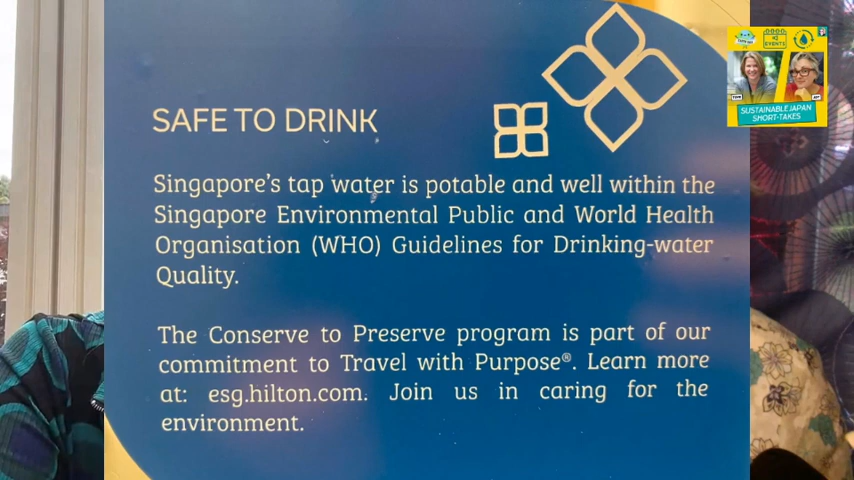 SAFE TO DRINK
Singapore's tap water is potable and well within the
Singapore Environmental Public and World Health
Organisation (WHO) Guidelines for Drinking-water
Quality.
The Conserve to Preserve program is part of our
commitment to Travel with Purpose®. Learn more
at: esg.hilton.com. Join us in caring for the
environment.
EVENTS
SUSTAINABLE JAPAN
SHORT-TAKES